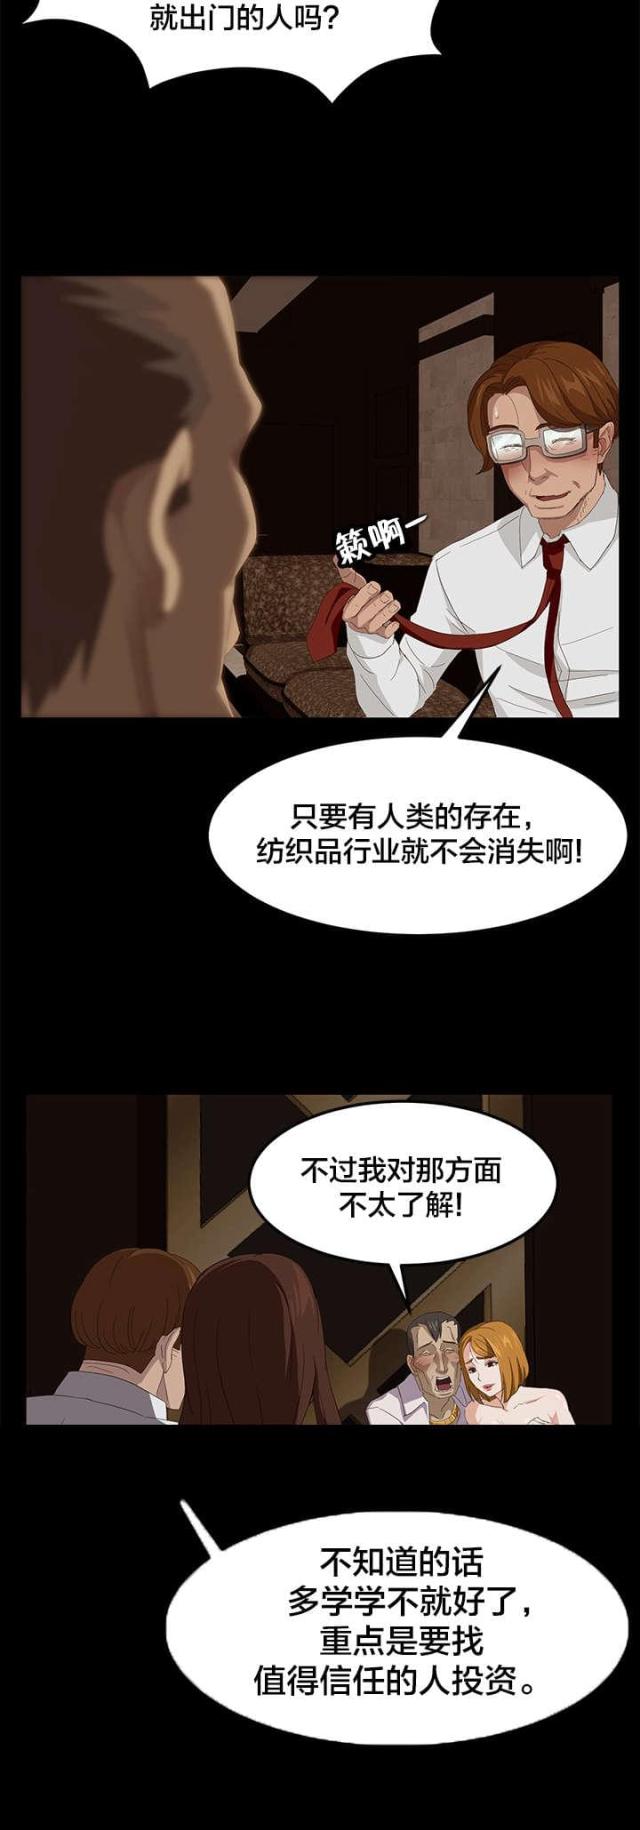 就出门的人吗?
籁啊一
只要有人类的存在，
纺织品行业就不会消失啊!
不过我对那方面
不太了解!
不知道的话
多学学不就好了，
重点是要找
值得信任的人投资。